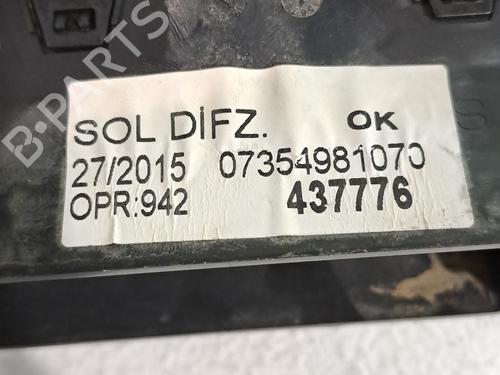 SOL DİFZ. OK
27/2015 07354981070
OPR:942 437776
B-PARTS